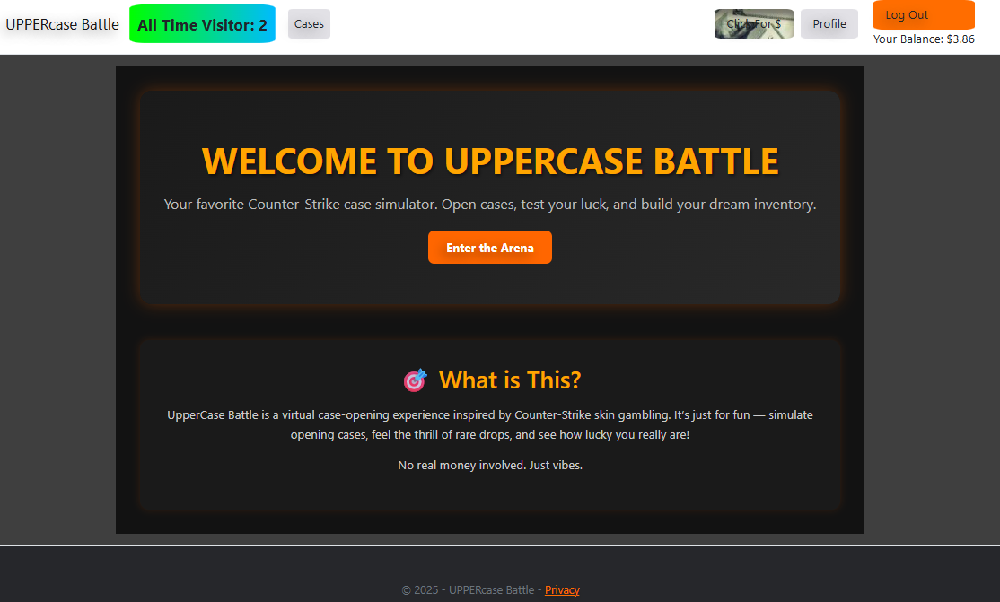 UPPERcase Battle
All Time Visitor: 2
Cases
Click For $
Profile
Log Out
Your Balance: $3.86
WELCOME TO UPPERCASE BATTLE
Your favorite Counter-Strike case simulator. Open cases, test your luck, and build your dream inventory.
Enter the Arena
What is This?
UpperCase Battle is a virtual case-opening experience inspired by Counter-Strike skin gambling. It's just for fun — simulate
opening cases, feel the thrill of rare drops, and see how lucky you really are!
No real money involved. Just vibes.
© 2025 - UPPERcase Battle - Privacy